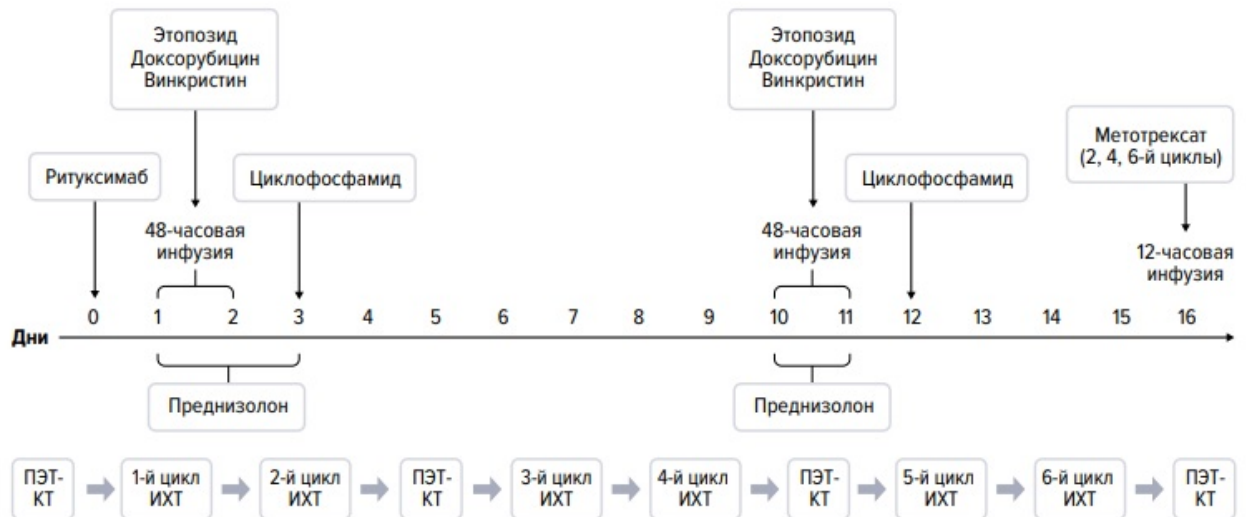 Этопозид
Доксорубицин
Винкристин
Этопозид
Доксорубицин
Винкристин
Метотрексат
(2, 4, 6-й циклы)
Ритуксимаб
Циклофосфамид
Циклофосфамид
48-часовая
инфузия
48-часовая
инфузия
12-часовая
инфузия
0 1 2 3 4 5 6 7 8 9 10 11 12 13 14 15 16
Дни
Преднизолон
Преднизолон
ПЭТ-
КТ
1-й цикл
ИХТ
2-й цикл
ИХТ
ПЭТ-
КТ
3-й цикл
ИХТ
4-й цикл
ИХТ
ПЭТ-
КТ
5-й цикл
ИХТ
6-й цикл
ИХТ
ПЭТ-
КТ